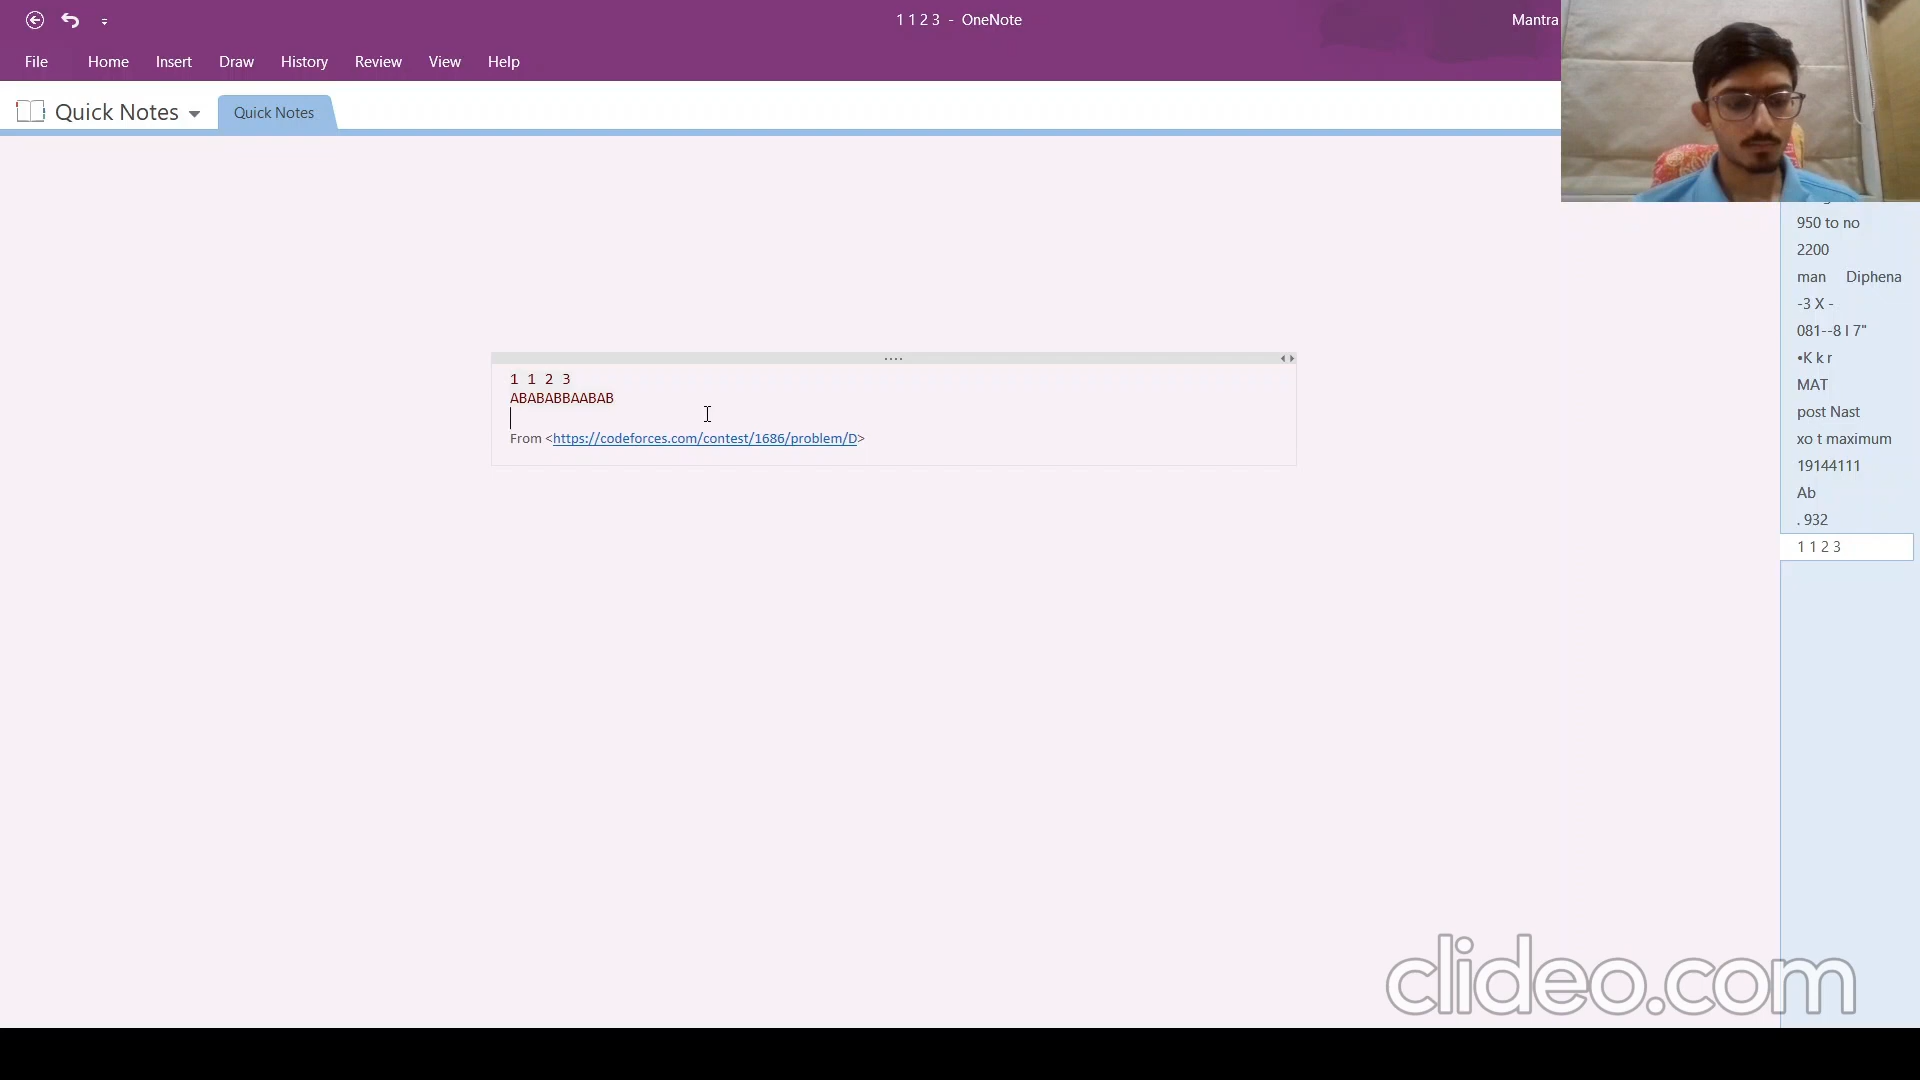 1 1 2 3 - OneNote
Mantra
File Home Insert Draw History Review View Help
Quick Notes
Quick Notes
1 1 2 3
ABABABBAABAB
From <https://codeforces.com/contest/1686/problem/D>
950 to no
2200
man Diphena
-3 X -
081--8 I 7"
•K k r
MAT
post Nast
xo t maximum
19144111
Ab
. 932
1 1 2 3
clideo.com